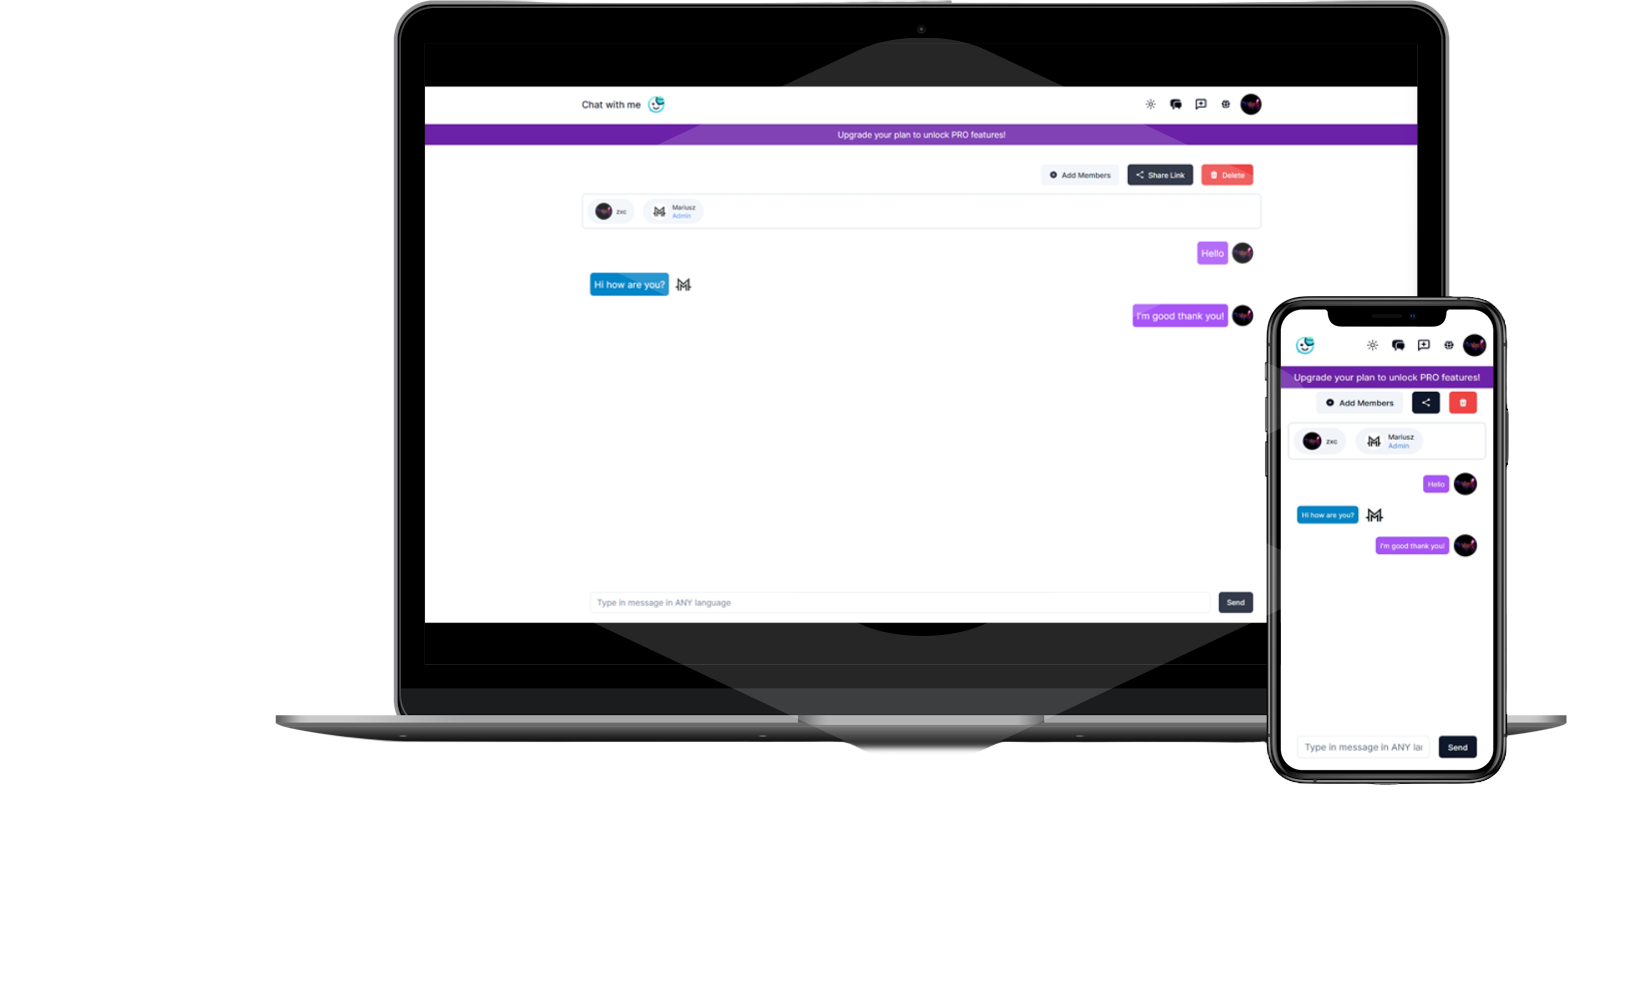 Chat with me
Upgrade your plan to unlock PRO features!
Add Members
Share Link
Delete
zxc
Mariusz
Admin
Hello
Hi how are you?
I'm good thank you!
Type in message in ANY language
Send
Upgrade your plan to unlock PRO features!
Add Members
zxc
Mariusz
Admin
Hello
Hi how are you?
I'm good thank you!
Type in message in ANY la
Send